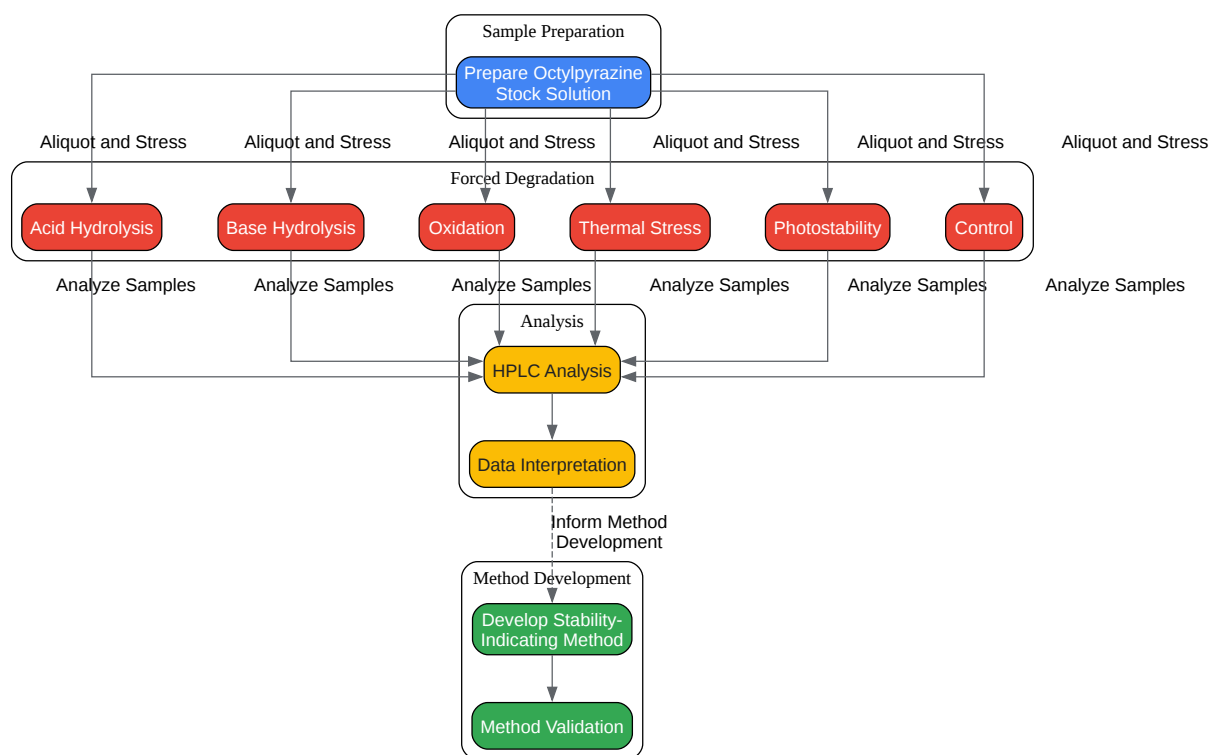 Sample Preparation
Prepare Octylpyrazine
Stock Solution
Aliquot and Stress
Aliquot and Stress
Aliquot and Stress
Aliquot and Stress
Aliquot and Stress
Aliquot and Stress
Forced Degradation
Acid Hydrolysis
Base Hydrolysis
Oxidation
Thermal Stress
Photostability
Control
Analyze Samples
Analyze Samples
Analyze Samples
Analyze Samples
Analyze Samples
Analyze Samples
Analysis
HPLC Analysis
Data Interpretation
Inform Method
Development
Method Development
Develop Stability-
Indicating Method
Method Validation